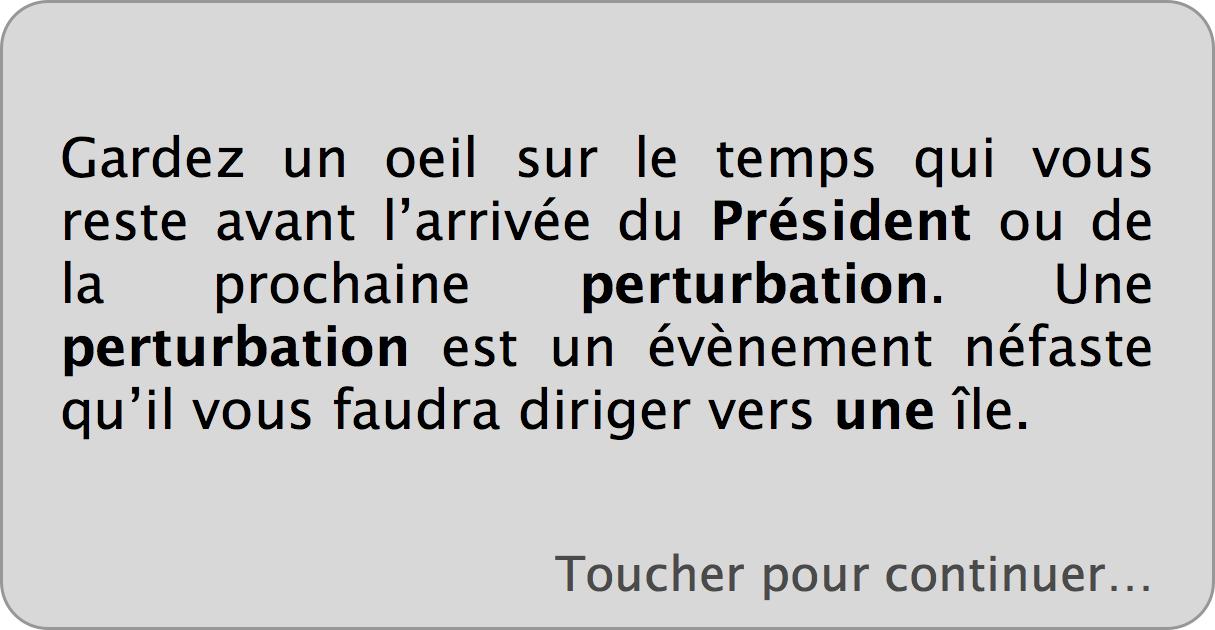 Gardez un oeil sur le temps qui vous
reste avant l’arrivée du Président ou de
la prochaine perturbation. Une
perturbation est un évènement néfaste
qu’il vous faudra diriger vers une île.
Toucher pour continuer…